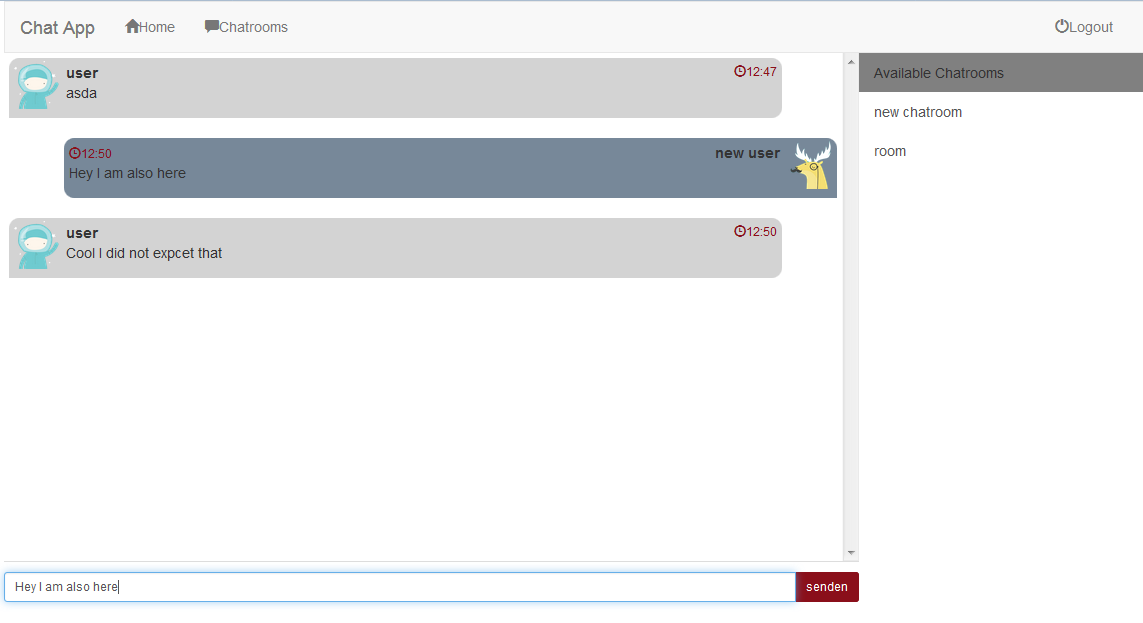 Chat App Home Chatrooms Logout
user 12:47
asda
12:50 new user
Hey I am also here
user 12:50
Cool I did not expcet that
Hey I am also here senden
Available Chatrooms
new chatroom
room